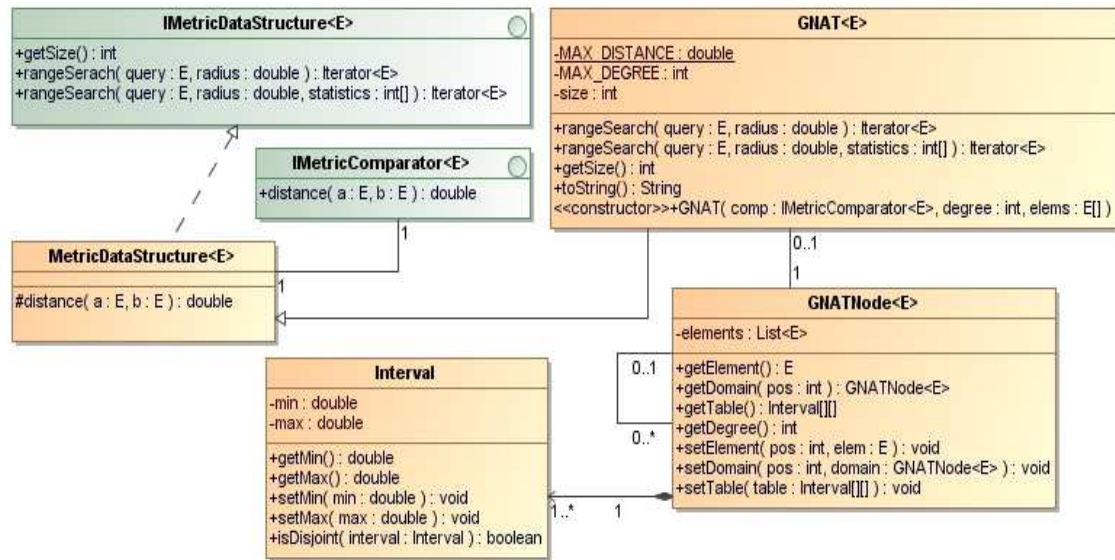 IMetricDataStructure<E>
+getSize() : int
+rangeSerach( query : E, radius : double ) : Iterator<E>
+rangeSearch( query : E, radius : double, statistics : int[] ) : Iterator<E>
IMetricComparator<E>
+distance( a : E, b : E ) : double
1
MetricDataStructure<E>
1
#distance( a : E, b : E ) : double
GNAT<E>
-MAX_DISTANCE : double
-MAX_DEGREE : int
-size : int
+rangeSearch( query : E, radius : double ) : Iterator<E>
+rangeSearch( query : E, radius : double, statistics : int[] ) : Iterator<E>
+getSize() : int
+toString() : String
<<constructor>>+GNAT( comp : IMetricComparator<E>, degree : int, elems : E[] )
0..1
1
GNATNode<E>
-elements : List<E>
0..1
+getElement() : E
+getDomain( pos : int ) : GNATNode<E>
+getTable() : Interval[][]
+getDegree() : int
0..*
+setElement( pos : int, elem : E ) : void
+setDomain( pos : int, domain : GNATNode<E> ) : void
+setTable( table : Interval[][] ) : void
Interval
-min : double
-max : double
+getMin() : double
+getMax() : double
+setMin( min : double ) : void
+setMax( max : double ) : void
+isDisjoint( interval : Interval ) : boolean
1..*
1